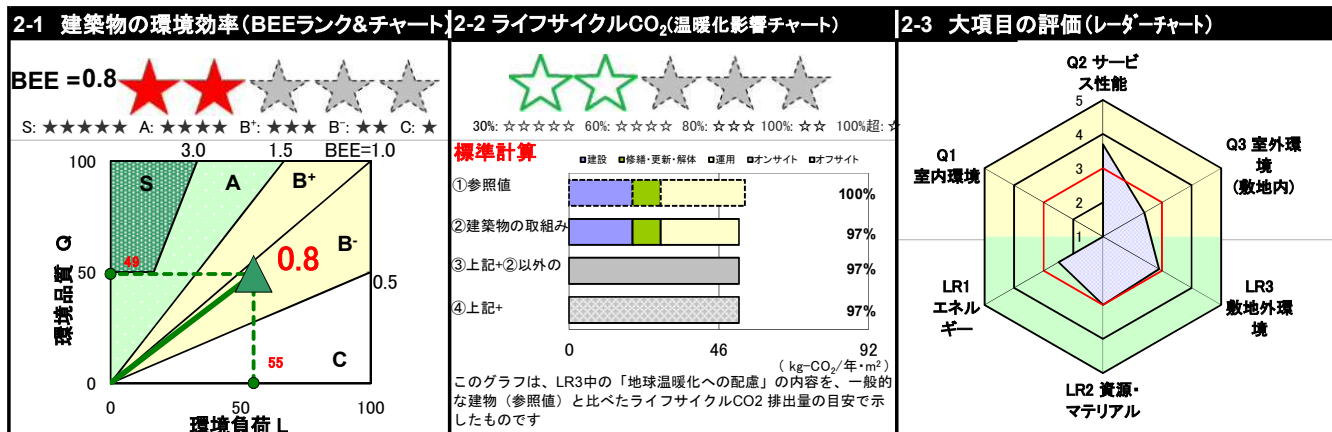 2-1 建築物の環境効率(BEEランク&チャート)
BEE = 0.8
S: ★★★★★ A: ★★★★ B⁺: ★★★ B⁻: ★★ C: ★
3.0 1.5 BEE=1.0
100
S A B⁺
B⁻
0.8
49
50
0.5
環境品質 Q
55
C
0
0 50 100
環境負荷 L
2-2 ライフサイクルCO₂(温暖化影響チャート)
30%: ☆☆☆☆☆ 60%: ☆☆☆☆ 80%: ☆☆☆ 100%: ☆☆ 100%超: ☆
標準計算
■建設 ■修繕・更新・解体 ■運用 ■オンサイト ■オフサイト
①参照値 100%
②建築物の取組み 97%
③上記+②以外の 97%
④上記+ 97%
0 46 92
( kg-CO₂/年・m²)
このグラフは、LR3中の「地球温暖化への配慮」の内容を、一般的
な建物(参照値)と比べたライフサイクルCO2 排出量の目安で示
したものです
2-3 大項目の評価(レーダーチャート)
Q2 サービ
ス性能
5
4
3
2
1
Q1
室内環境
Q3 室外環
境
(敷地内)
LR1
エネル
ギー
LR3
敷地外環
境
LR2 資源・
マテリアル